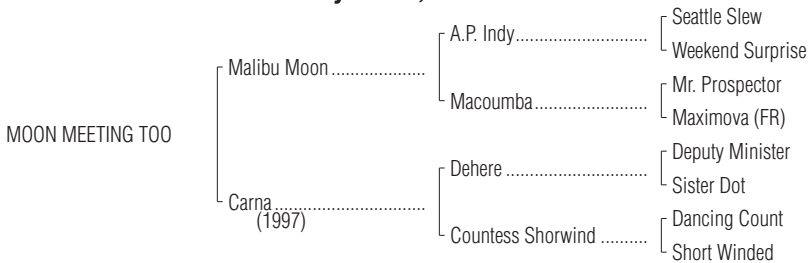 Seattle Slew
A.P. Indy
Weekend Surprise
Malibu Moon
Mr. Prospector
Macoumba
Maximova (FR)
MOON MEETING TOO
Deputy Minister
Dehere
Sister Dot
Carna
(1997)
Dancing Count
Countess Shorwind
Short Winded